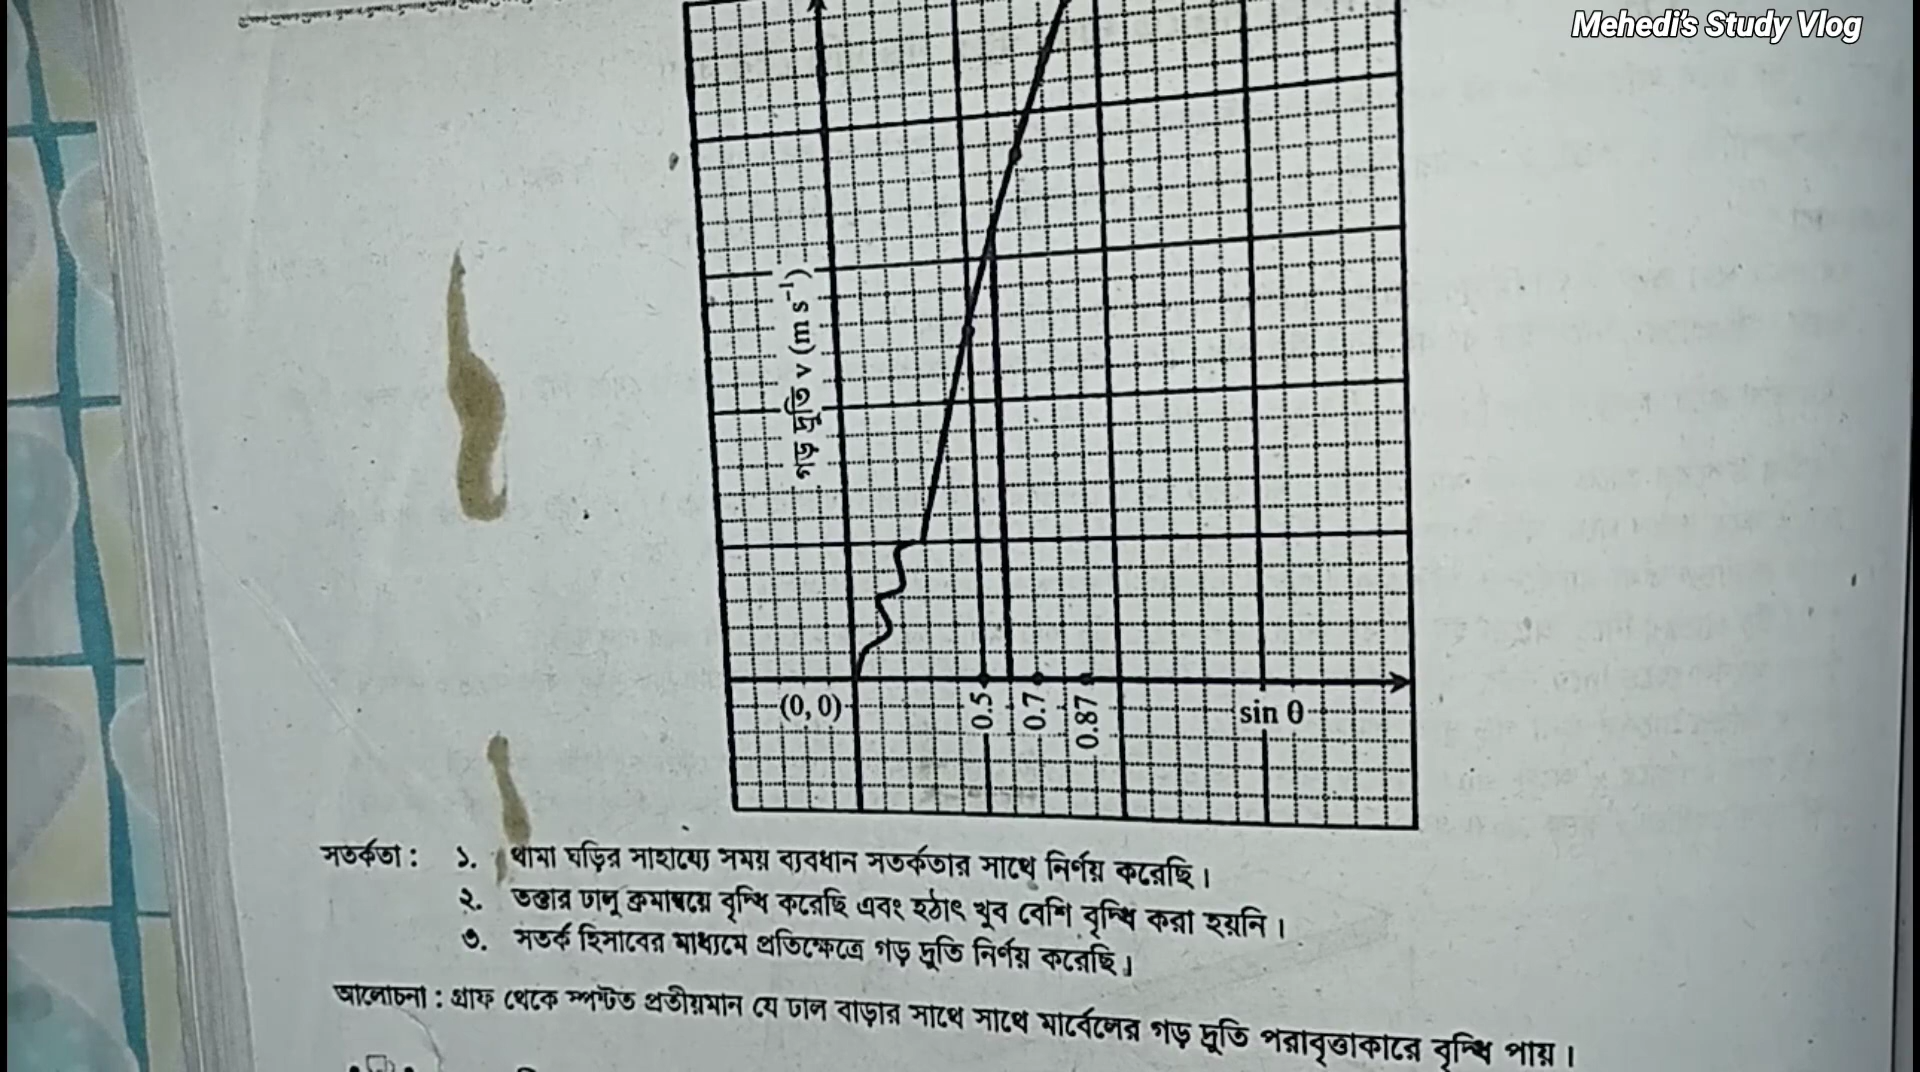 Mehedi's Study Vlog
গড় দ্রুতি v (m s⁻¹)
(0, 0)
0.5
0.7
0.87
sin θ
সতর্কতা : ১. থামা ঘড়ির সাহায্যে সময় ব্যবধান সতর্কতার সাথে নির্ণয় করেছি।
২. তক্তার ঢালু ক্রমান্বয়ে বৃদ্ধি করেছি এবং হঠাৎ খুব বেশি বৃদ্ধি করা হয়নি।
৩. সতর্ক হিসাবের মাধ্যমে প্রতিক্ষেত্রে গড় দ্রুতি নির্ণয় করেছি।
আলোচনা : গ্রাফ থেকে স্পষ্টত প্রতীয়মান যে ঢাল বাড়ার সাথে সাথে মার্বেলের গড় দ্রুতি পরাবৃত্তাকারে বৃদ্ধি পায়।